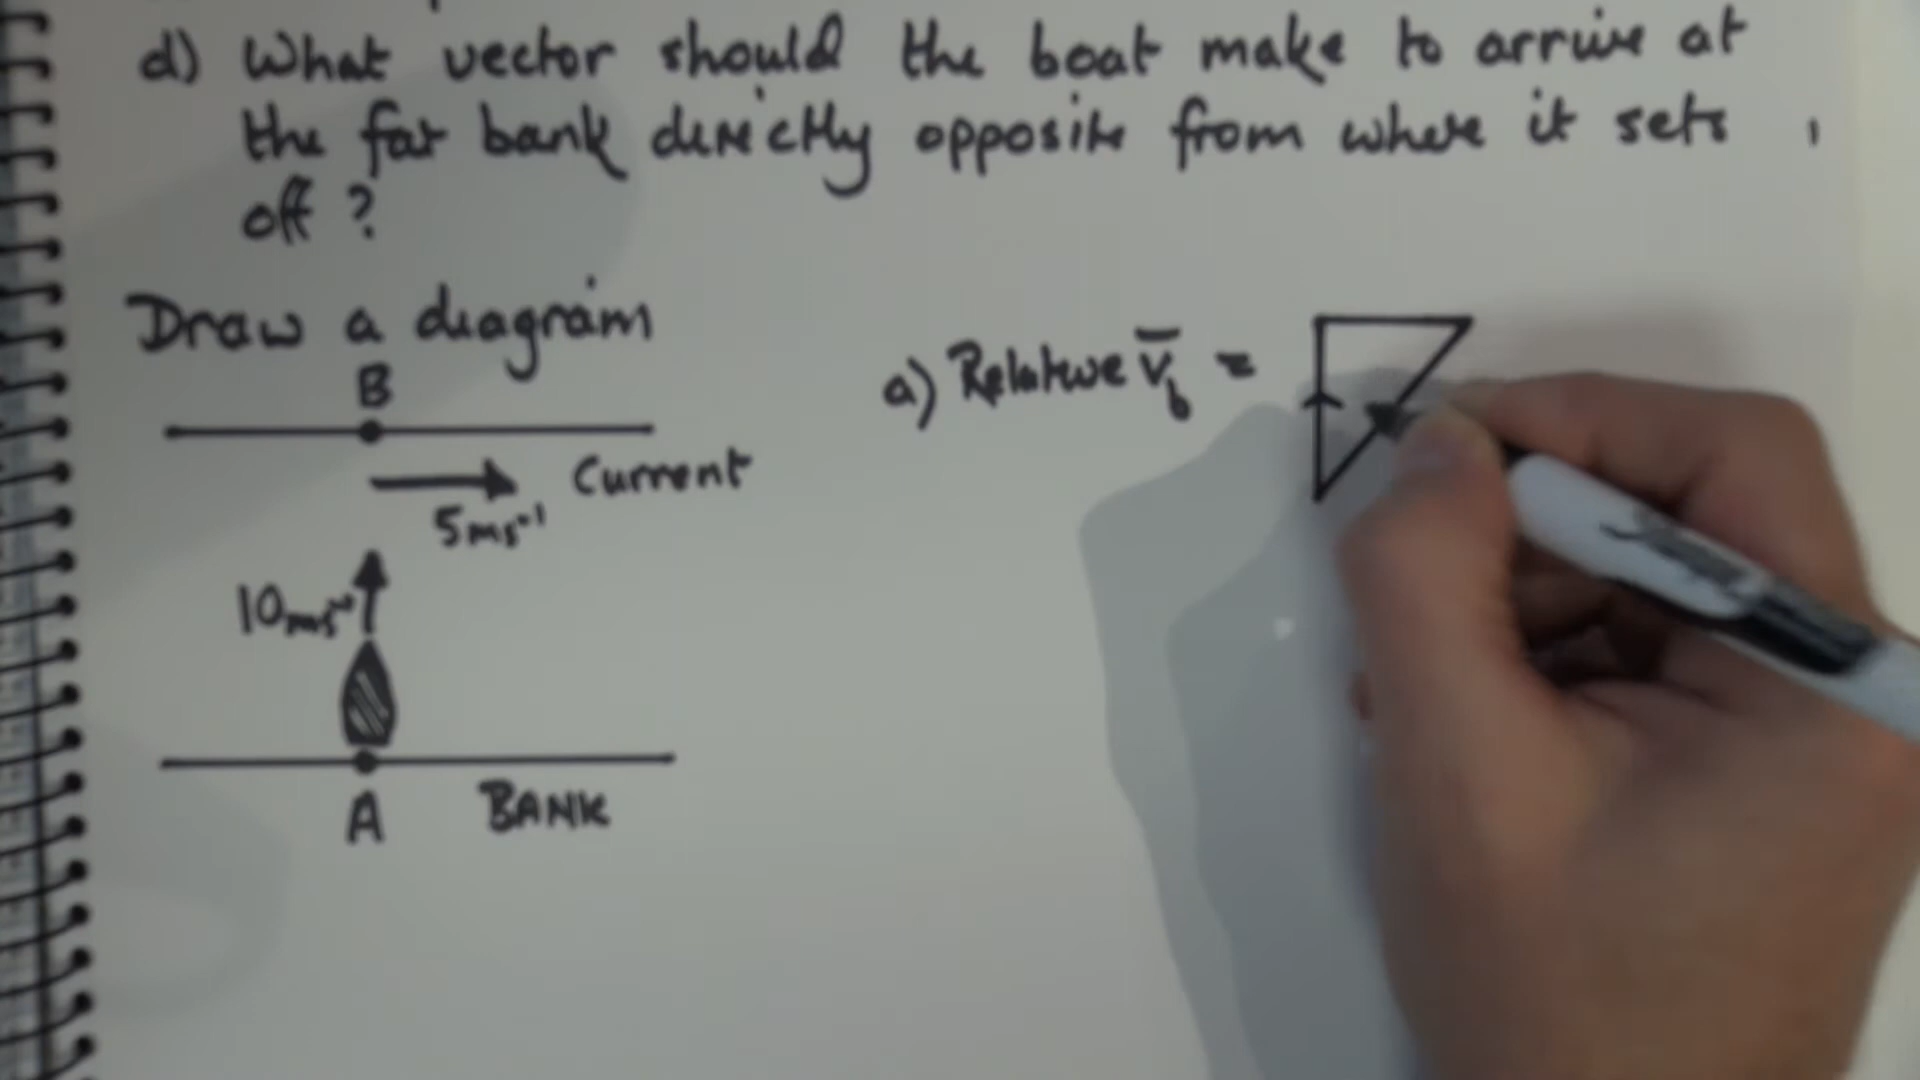 d) What vector should the boat make to arrive at
the far bank directly opposite from where it sets
off ?
Draw a diagram
B
Current
5ms⁻¹
10ms⁻¹
A
BANK
a) Relative v̄_b =